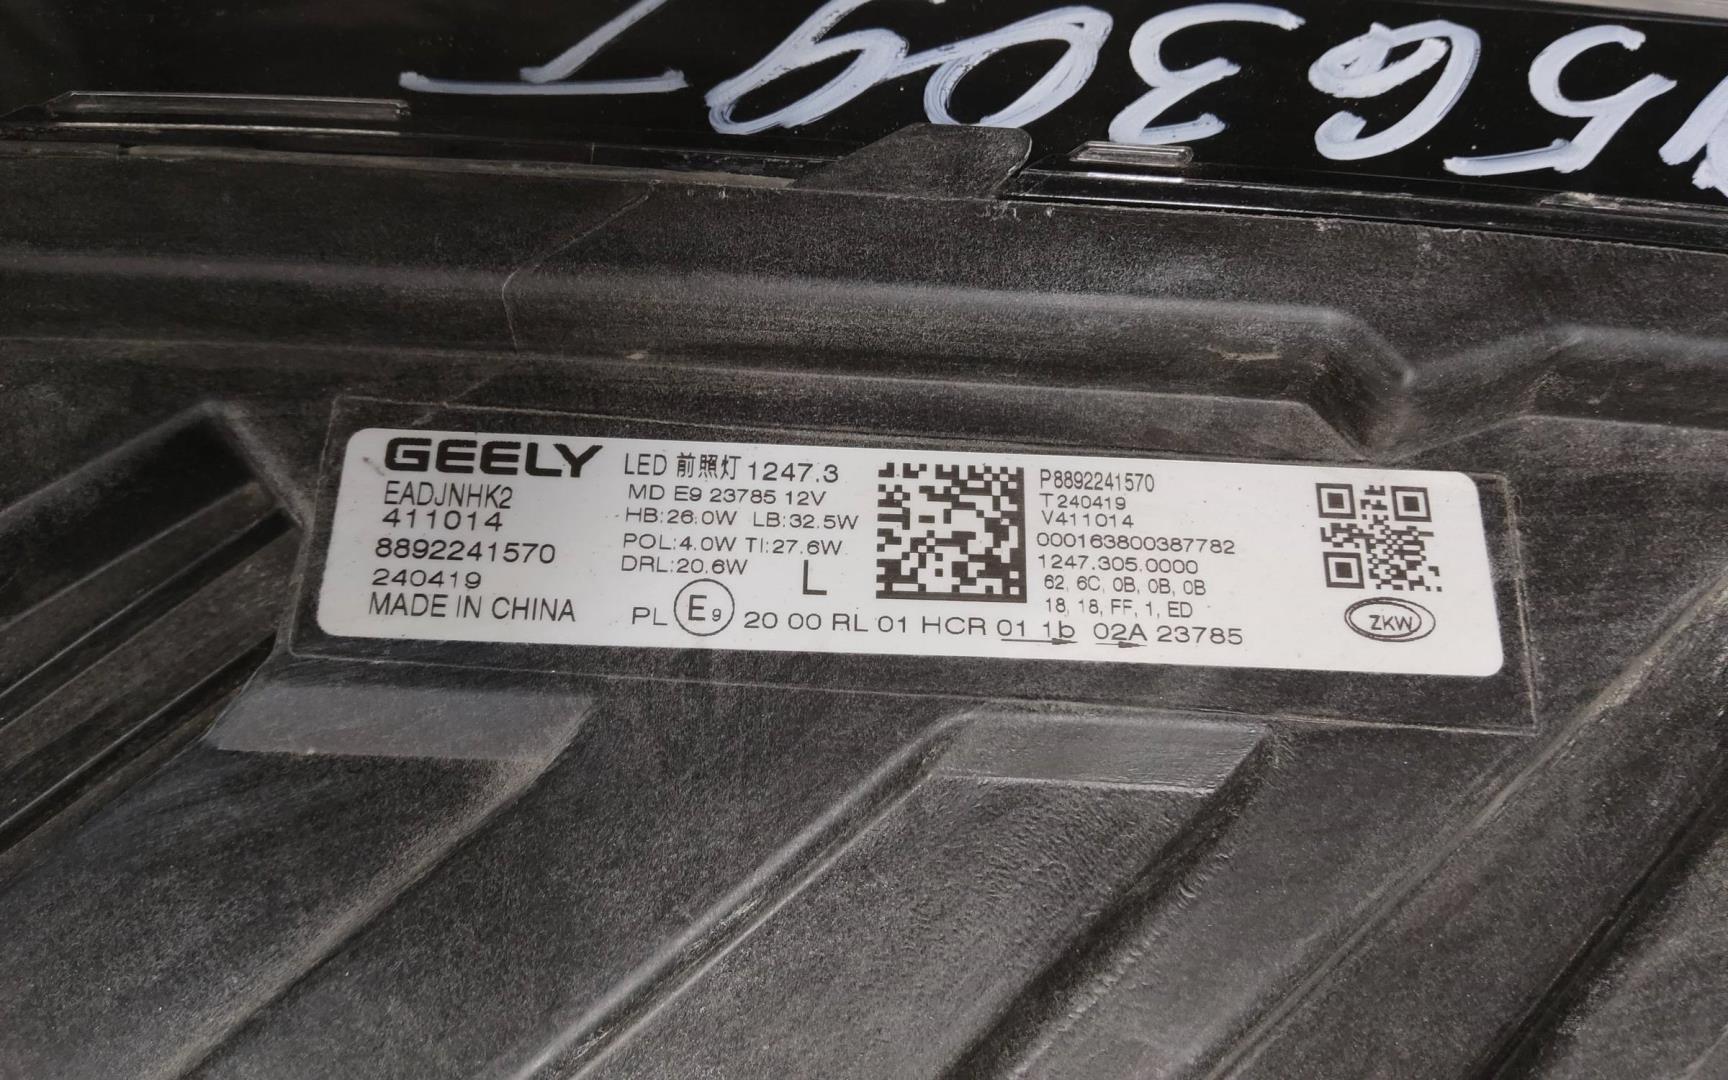 GEELY
EADJNHK2
411014
8892241570
240419
MADE IN CHINA
LED 前照灯 1247.3
MD E9 23785 12V
HB:26.0W LB:32.5W
POL:4.0W TI:27.6W
DRL:20.6W
L
PL E9 20 00 RL 01 HCR 01 1b 02A 23785
P8892241570
T240419
V411014
000163800387782
1247.305.0000
62, 6C, 0B, 0B, 0B
18, 18, FF, 1, ED
ZKW